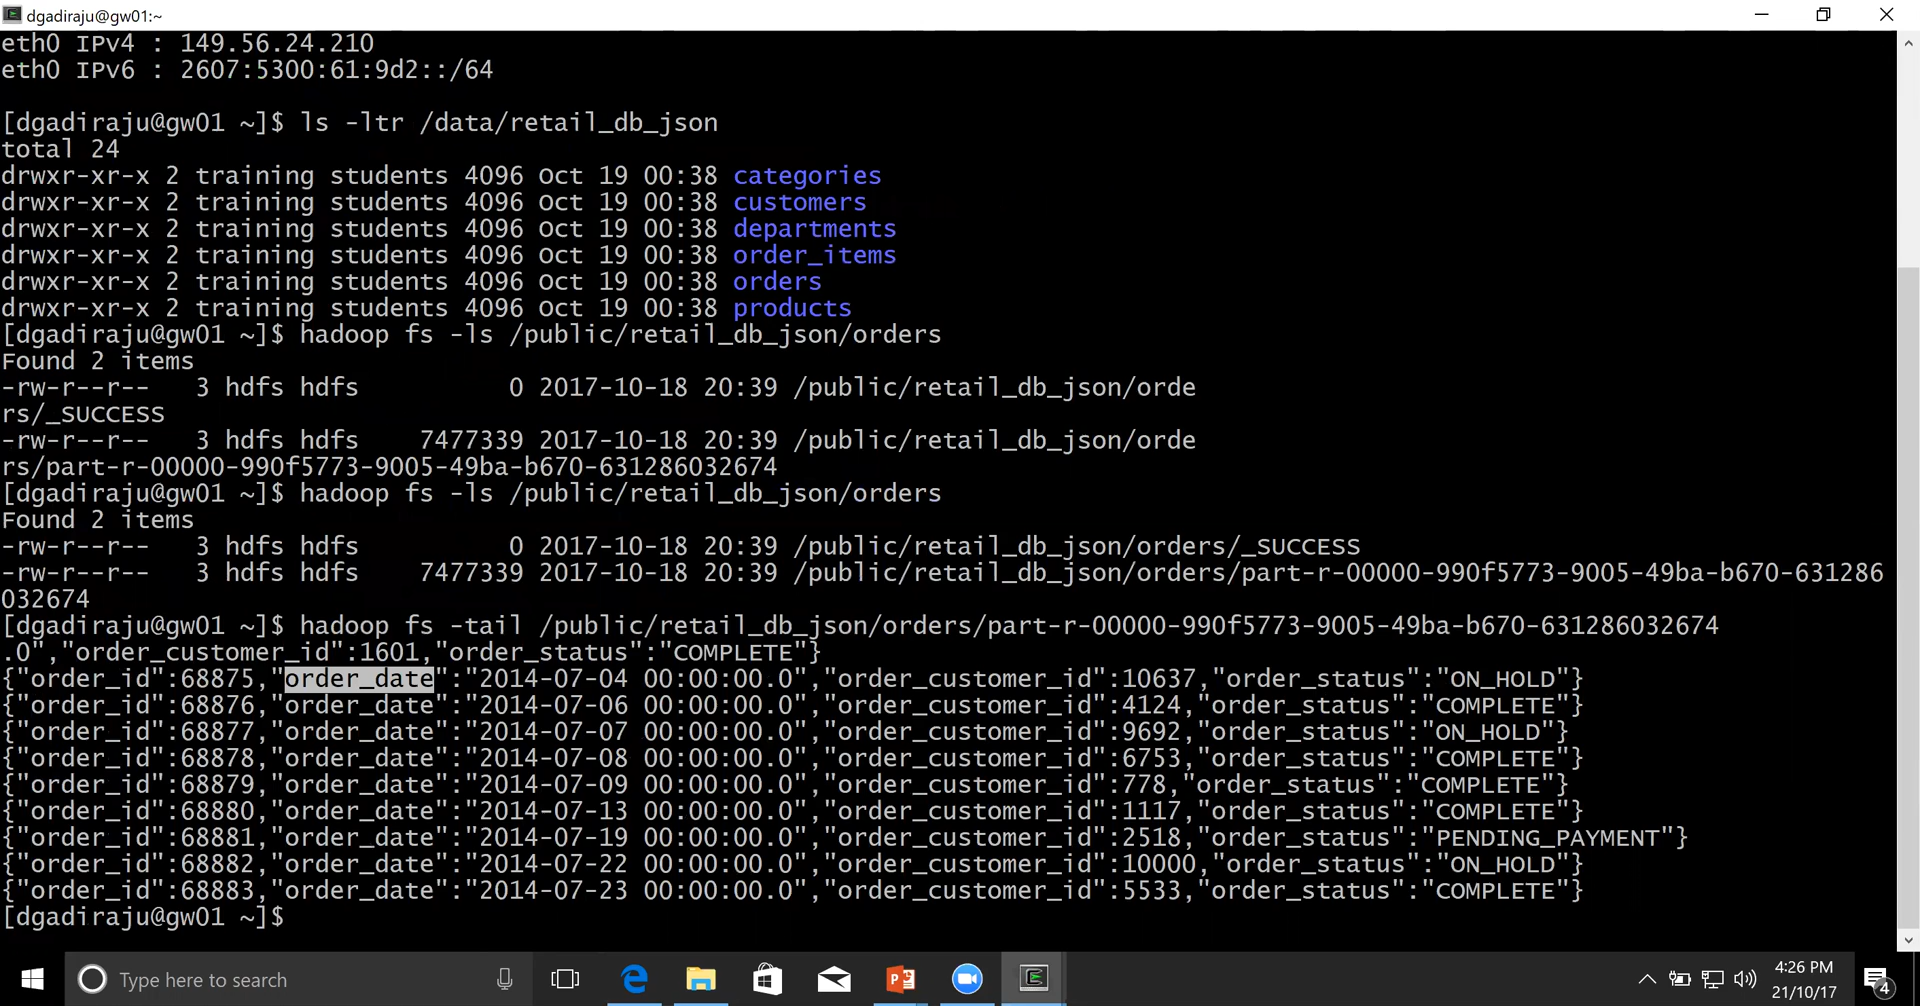 dgadiraju@gw01:~
eth0 IPv4 : 149.56.24.210
eth0 IPv6 : 2607:5300:61:9d2::/64
[dgadiraju@gw01 ~]$ ls -ltr /data/retail_db_json
total 24
drwxr-xr-x 2 training students 4096 Oct 19 00:38 categories
drwxr-xr-x 2 training students 4096 Oct 19 00:38 customers
drwxr-xr-x 2 training students 4096 Oct 19 00:38 departments
drwxr-xr-x 2 training students 4096 Oct 19 00:38 order_items
drwxr-xr-x 2 training students 4096 Oct 19 00:38 orders
drwxr-xr-x 2 training students 4096 Oct 19 00:38 products
[dgadiraju@gw01 ~]$ hadoop fs -ls /public/retail_db_json/orders
Found 2 items
-rw-r--r--   3 hdfs hdfs          0 2017-10-18 20:39 /public/retail_db_json/orde
rs/_SUCCESS
-rw-r--r--   3 hdfs hdfs    7477339 2017-10-18 20:39 /public/retail_db_json/orde
rs/part-r-00000-990f5773-9005-49ba-b670-631286032674
[dgadiraju@gw01 ~]$ hadoop fs -ls /public/retail_db_json/orders
Found 2 items
-rw-r--r--   3 hdfs hdfs          0 2017-10-18 20:39 /public/retail_db_json/orders/_SUCCESS
-rw-r--r--   3 hdfs hdfs    7477339 2017-10-18 20:39 /public/retail_db_json/orders/part-r-00000-990f5773-9005-49ba-b670-631286
032674
[dgadiraju@gw01 ~]$ hadoop fs -tail /public/retail_db_json/orders/part-r-00000-990f5773-9005-49ba-b670-631286032674
.0","order_customer_id":1601,"order_status":"COMPLETE"}
{"order_id":68875,"order_date":"2014-07-04 00:00:00.0","order_customer_id":10637,"order_status":"ON_HOLD"}
{"order_id":68876,"order_date":"2014-07-06 00:00:00.0","order_customer_id":4124,"order_status":"COMPLETE"}
{"order_id":68877,"order_date":"2014-07-07 00:00:00.0","order_customer_id":9692,"order_status":"ON_HOLD"}
{"order_id":68878,"order_date":"2014-07-08 00:00:00.0","order_customer_id":6753,"order_status":"COMPLETE"}
{"order_id":68879,"order_date":"2014-07-09 00:00:00.0","order_customer_id":778,"order_status":"COMPLETE"}
{"order_id":68880,"order_date":"2014-07-13 00:00:00.0","order_customer_id":1117,"order_status":"COMPLETE"}
{"order_id":68881,"order_date":"2014-07-19 00:00:00.0","order_customer_id":2518,"order_status":"PENDING_PAYMENT"}
{"order_id":68882,"order_date":"2014-07-22 00:00:00.0","order_customer_id":10000,"order_status":"ON_HOLD"}
{"order_id":68883,"order_date":"2014-07-23 00:00:00.0","order_customer_id":5533,"order_status":"COMPLETE"}
[dgadiraju@gw01 ~]$
Type here to search
4:26 PM
21/10/17
4